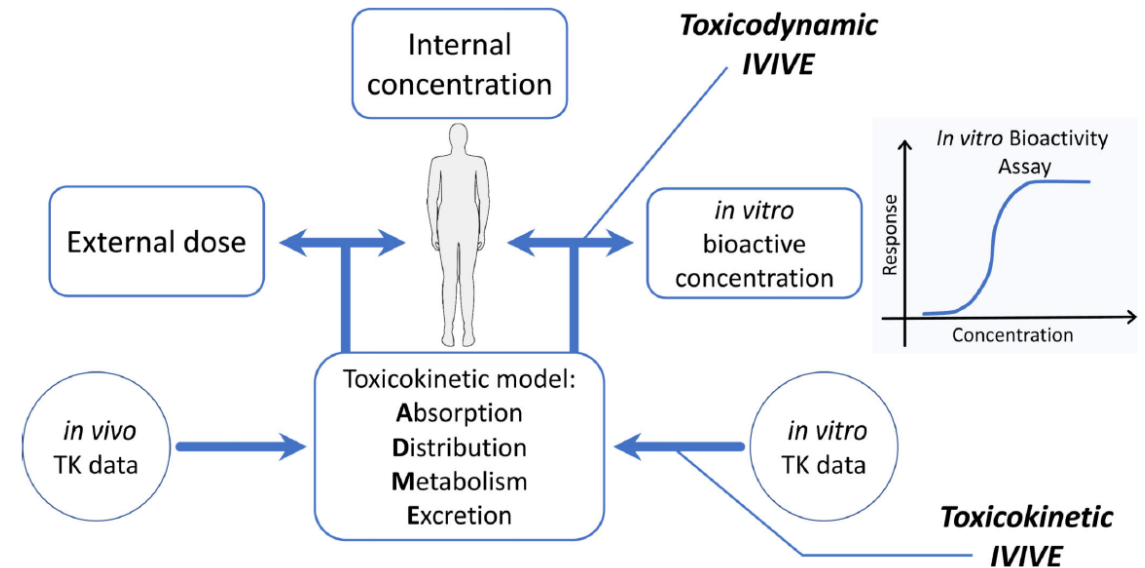 Internal
concentration
Toxicodynamic
IVIVE
External dose
in vitro
bioactive
concentration
In vitro Bioactivity
Assay
Response
Concentration
in vivo
TK data
Toxicokinetic model:
Absorption
Distribution
Metabolism
Excretion
in vitro
TK data
Toxicokinetic
IVIVE